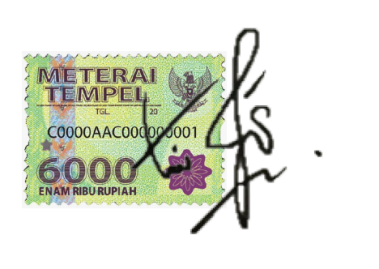 METERAI
TEMPEL
TGL. 20
C0000AAC000000001
6000
ENAM RIBU RUPIAH